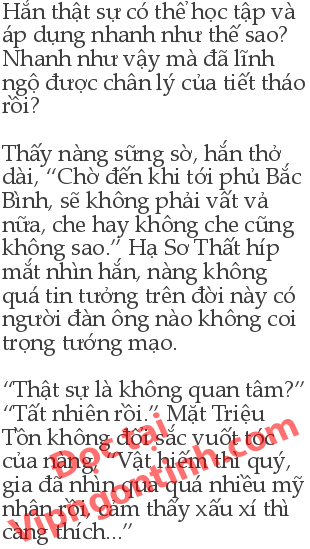 Hắn thật sự có thể học tập và
áp dụng nhanh như thế sao?
Nhanh như vậy mà đã lĩnh
ngộ được chân lý của tiết tháo
rồi?
Thấy nàng sững sờ, hắn thở
dài, “Chờ đến khi tới phủ Bắc
Bình, sẽ không phải vất vả
nữa, che hay không che cũng
không sao.” Hạ Sơ Thất híp
mắt nhìn hắn, nàng không
quá tin tưởng trên đời này có
người đàn ông nào không coi
trọng tướng mạo.
“Thật sự là không quan tâm?”
“Tất nhiên rồi.” Mặt Triệu
Tôn không đổi sắc vuốt tóc
của nàng, “Vật hiếm thì quý,
gia đã nhìn qua quá nhiều mỹ
nhân rồi, cảm thấy xấu xí thì
càng thích...”
Đọc tại
Vipngontinh.com